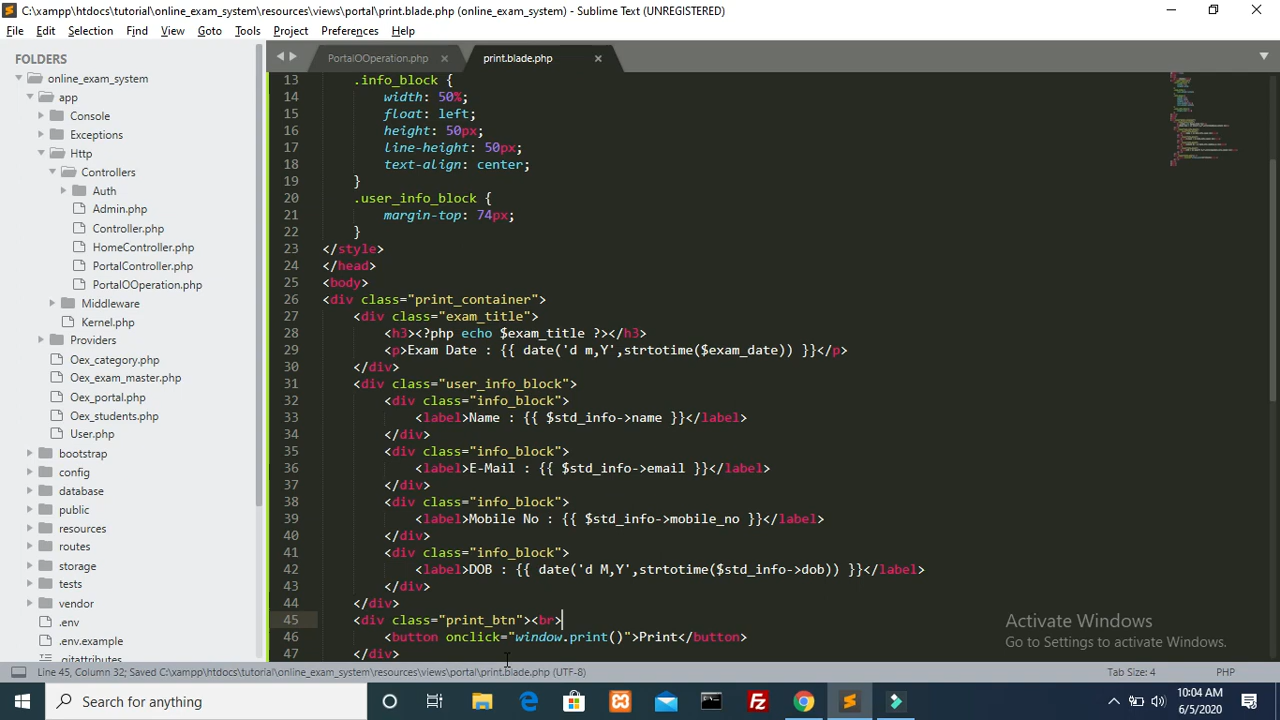 C:\xampp\htdocs\tutorial\online_exam_system\resources\views\portal\print.blade.php (online_exam_system) - Sublime Text (UNREGISTERED)
File Edit Selection Find View Goto Tools Project Preferences Help
FOLDERS
online_exam_system
app
Console
Exceptions
Http
Controllers
Auth
Admin.php
Controller.php
HomeController.php
PortalController.php
PortalOOperation.php
Middleware
Kernel.php
Providers
Oex_category.php
Oex_exam_master.php
Oex_portal.php
Oex_students.php
User.php
bootstrap
config
database
public
resources
routes
storage
tests
vendor
.env
.env.example
.gitattributes
PortalOOperation.php
print.blade.php
13 .info_block {
14 width: 50%;
15 float: left;
16 height: 50px;
17 line-height: 50px;
18 text-align: center;
19 }
20 .user_info_block {
21 margin-top: 74px;
22 }
23 </style>
24 </head>
25 <body>
26 <div class="print_container">
27 <div class="exam_title">
28 <h3><?php echo $exam_title ?></h3>
29 <p>Exam Date : {{ date('d m,Y',strtotime($exam_date)) }}</p>
30 </div>
31 <div class="user_info_block">
32 <div class="info_block">
33 <label>Name : {{ $std_info->name }}</label>
34 </div>
35 <div class="info_block">
36 <label>E-Mail : {{ $std_info->email }}</label>
37 </div>
38 <div class="info_block">
39 <label>Mobile No : {{ $std_info->mobile_no }}</label>
40 </div>
41 <div class="info_block">
42 <label>DOB : {{ date('d M,Y',strtotime($std_info->dob)) }}</label>
43 </div>
44 </div>
45 <div class="print_btn"><br>
46 <button onclick="window.print()">Print</button>
47 </div>
Activate Windows
Go to Settings to activate Windows.
Line 45, Column 32; Saved C:\xampp\htdocs\tutorial\online_exam_system\resources\views\portal\print.blade.php (UTF-8)
Tab Size: 4
PHP
Type here to search
10:04 AM
6/5/2020